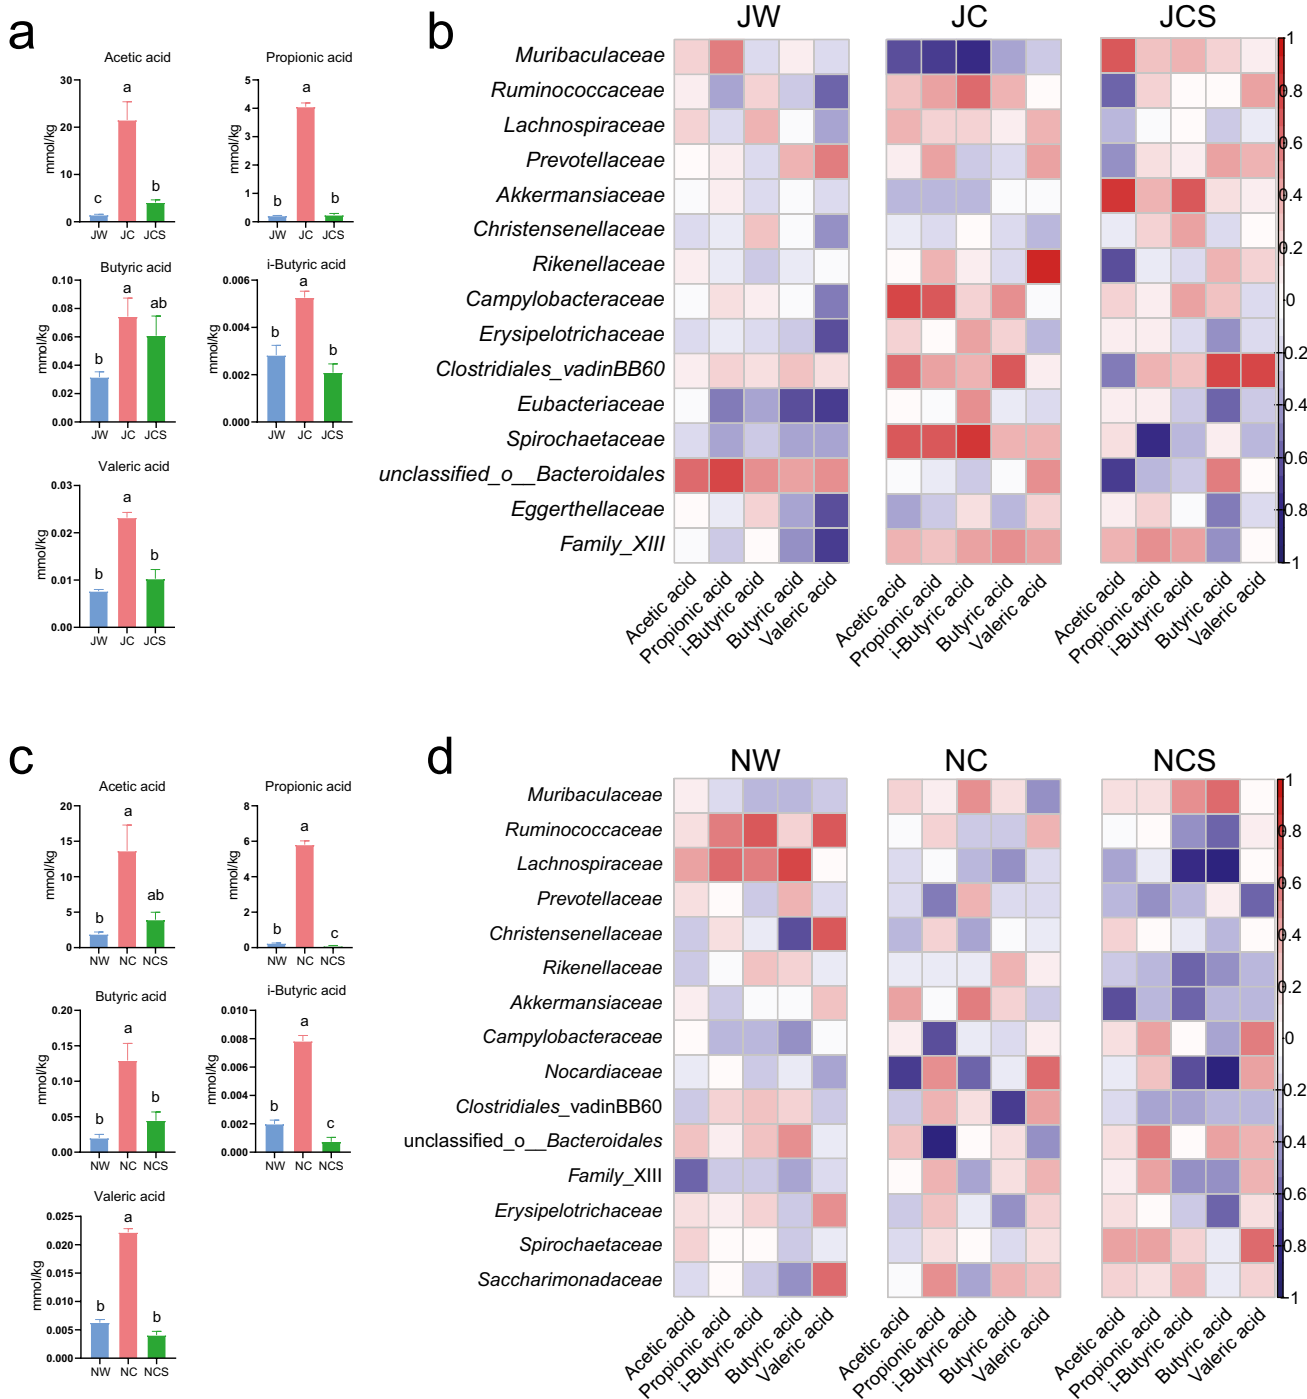 a
Acetic acid
mmol/kg
30
20
10
0
c
a
b
JW
JC
JCS
Propionic acid
mmol/kg
5
4
3
2
1
0
b
a
b
JW
JC
JCS
Butyric acid
mmol/kg
0.10
0.08
0.06
0.04
0.02
0.00
b
a
ab
JW
JC
JCS
i-Butyric acid
mmol/kg
0.006
0.004
0.002
0.000
b
a
b
JW
JC
JCS
Valeric acid
mmol/kg
0.03
0.02
0.01
0.00
b
a
b
JW
JC
JCS
b
JW
JC
JCS
Muribaculaceae
Ruminococcaceae
Lachnospiraceae
Prevotellaceae
Akkermansiaceae
Christensenellaceae
Rikenellaceae
Campylobacteraceae
Erysipelotrichaceae
Clostridiales_vadinBB60
Eubacteriaceae
Spirochaetaceae
unclassified_o__Bacteroidales
Eggerthellaceae
Family_XIII
Acetic acid
Propionic acid
i-Butyric acid
Butyric acid
Valeric acid
Acetic acid
Propionic acid
i-Butyric acid
Butyric acid
Valeric acid
Acetic acid
Propionic acid
i-Butyric acid
Butyric acid
Valeric acid
1
0.8
0.6
0.4
0.2
0
-0.2
-0.4
-0.6
-0.8
-1
c
Acetic acid
mmol/kg
20
15
10
5
0
b
a
ab
NW
NC
NCS
Propionic acid
mmol/kg
8
6
4
2
0
b
a
c
NW
NC
NCS
Butyric acid
mmol/kg
0.20
0.15
0.10
0.05
0.00
b
a
b
NW
NC
NCS
i-Butyric acid
mmol/kg
0.010
0.008
0.006
0.004
0.002
0.000
b
a
c
NW
NC
NCS
Valeric acid
mmol/kg
0.025
0.020
0.015
0.010
0.005
0.000
b
a
b
NW
NC
NCS
d
NW
NC
NCS
Muribaculaceae
Ruminococcaceae
Lachnospiraceae
Prevotellaceae
Christensenellaceae
Rikenellaceae
Akkermansiaceae
Campylobacteraceae
Nocardiaceae
Clostridiales_vadinBB60
unclassified_o__Bacteroidales
Family_XIII
Erysipelotrichaceae
Spirochaetaceae
Saccharimonadaceae
Acetic acid
Propionic acid
i-Butyric acid
Butyric acid
Valeric acid
Acetic acid
Propionic acid
i-Butyric acid
Butyric acid
Valeric acid
Acetic acid
Propionic acid
i-Butyric acid
Butyric acid
Valeric acid
1
0.8
0.6
0.4
0.2
0
-0.2
-0.4
-0.6
-0.8
-1